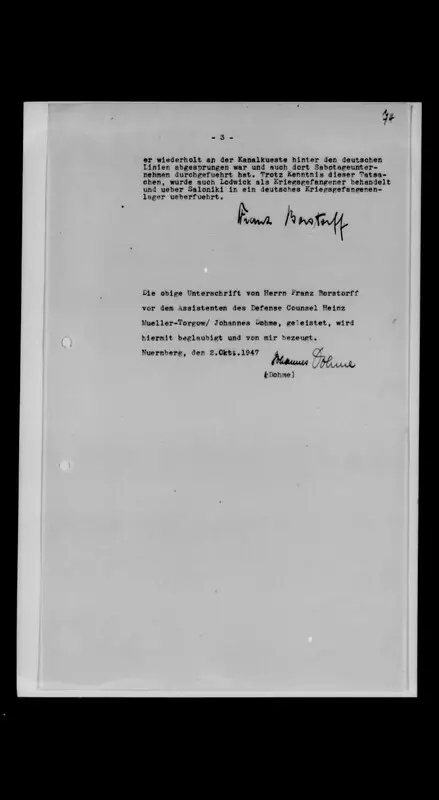 74
- 3 -
er wiederholt an der Kanalkueste hinter den deutschen
Linien abgesprungen war und auch dort Sabotageunter-
nehmen durchgefuehrt hat. Trotz Kenntnis dieser Tatsa-
chen, wurde auch Lodwick als Kriegsgefangener behandelt
und ueber Saloniki in ein deutsches Kriegsgefangenen-
lager ueberfuehrt.
Franz Borstorff
Die obige Unterschrift von Herrn Franz Borstorff
vor dem Assistenten des Defense Counsel Heinz
Mueller-Torgow/ Johannes Dohme, geleistet, wird
hiermit beglaubigt und von mir bezeugt.
Nuernberg, den 2.Okt.1947
Johannes Dohme
(Dohme)